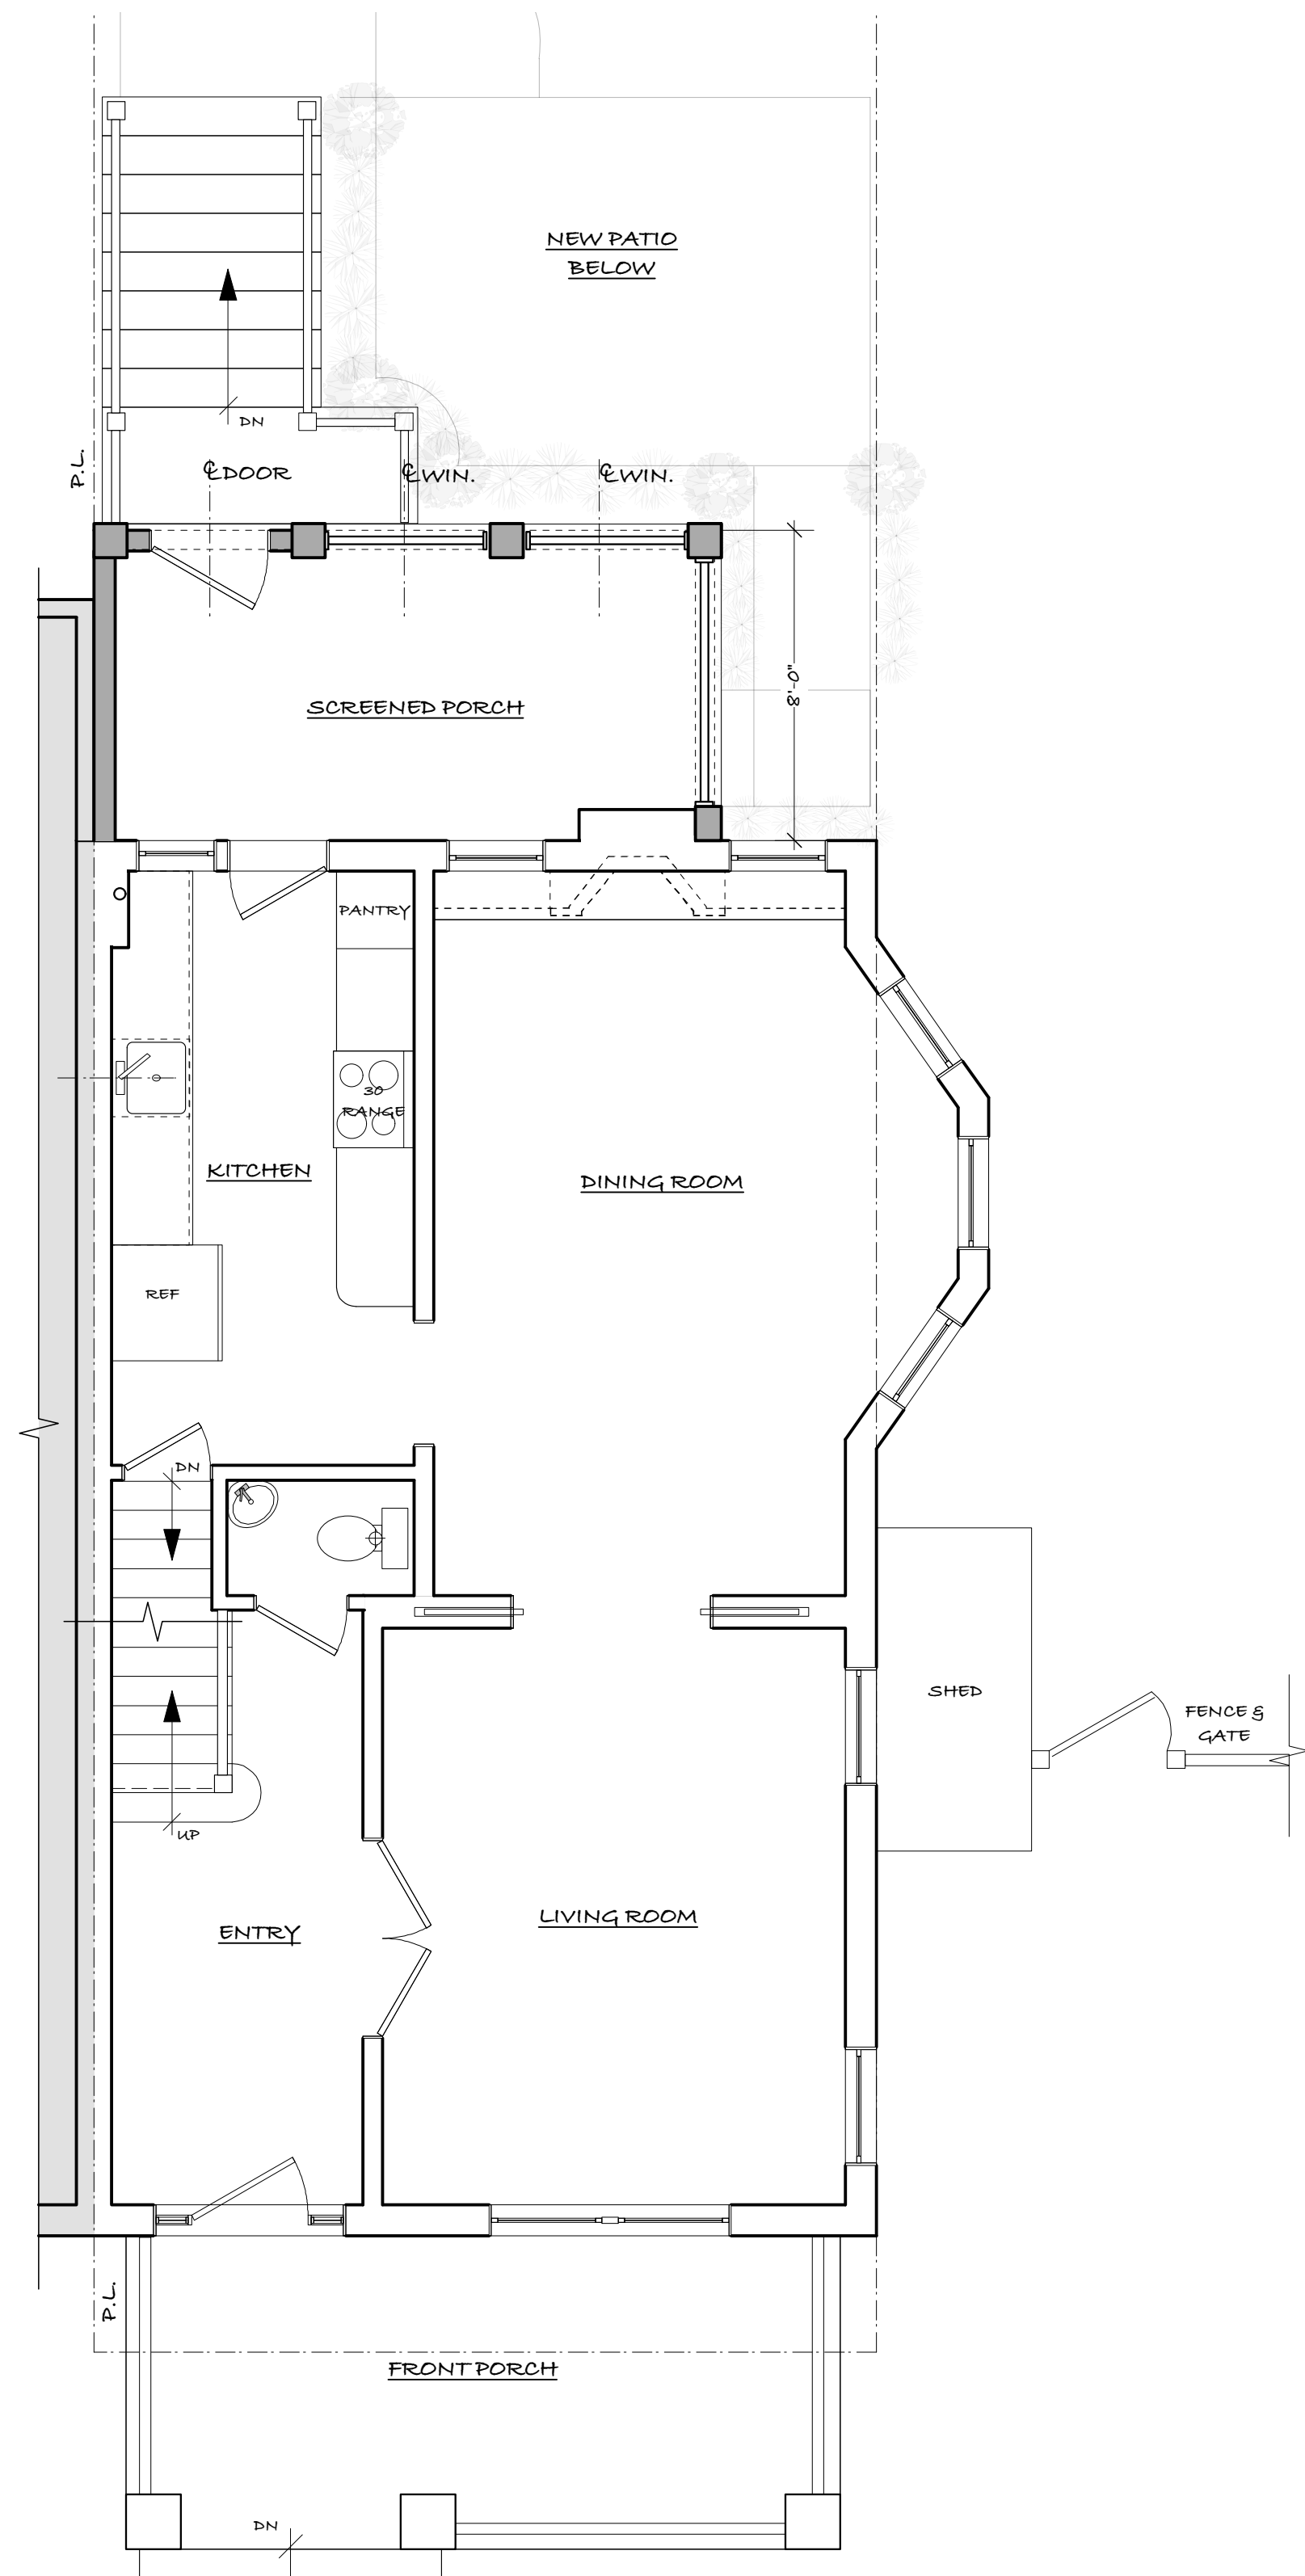 NEW PATIO
BELOW
DN
P.L.
℄ DOOR
℄ WIN.
℄ WIN.
8'-0"
SCREENED PORCH
PANTRY
30
RANGE
KITCHEN
DINING ROOM
REF
DN
SHED
FENCE &
GATE
UP
LIVING ROOM
ENTRY
P.L.
FRONT PORCH
DN